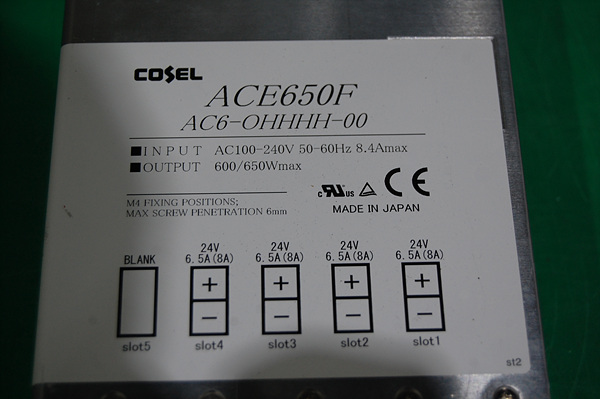 COSEL
ACE650F
AC6-OHHHH-00
■INPUT AC100-240V 50-60Hz 8.4Amax
■OUTPUT 600/650Wmax
M4 FIXING POSITIONS;
MAX SCREW PENETRATION 6mm
c RU us CE
MADE IN JAPAN
BLANK 24V 24V 24V 24V
6.5A(8A) 6.5A(8A) 6.5A(8A) 6.5A(8A)
+ + + +
− − − −
slot5 slot4 slot3 slot2 slot1
st2